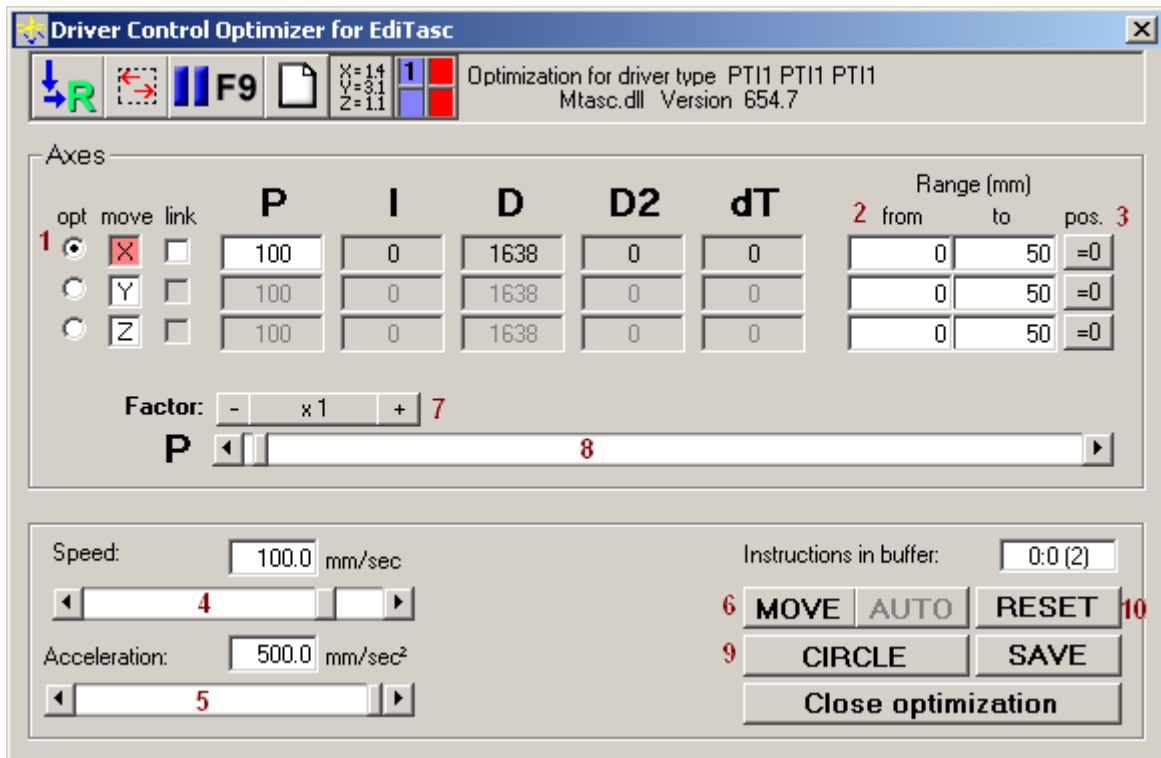 Driver Control Optimizer for EdiTasc
R F9 X=1.4 Y=3.1 Z=1.1 1 Optimization for driver type PTI1 PTI1 PTI1
Mtasc.dll Version 654.7
Axes
P I D D2 dT Range (mm)
opt move link 2 from to pos. 3
1 X 100 0 1638 0 0 0 50 =0
Y 100 0 1638 0 0 0 50 =0
Z 100 0 1638 0 0 0 50 =0
Factor: - x 1 + 7
P 8
Speed: 100.0 mm/sec Instructions in buffer: 0:0 (2)
4 6 MOVE AUTO RESET 10
Acceleration: 500.0 mm/sec² 9 CIRCLE SAVE
5 Close optimization